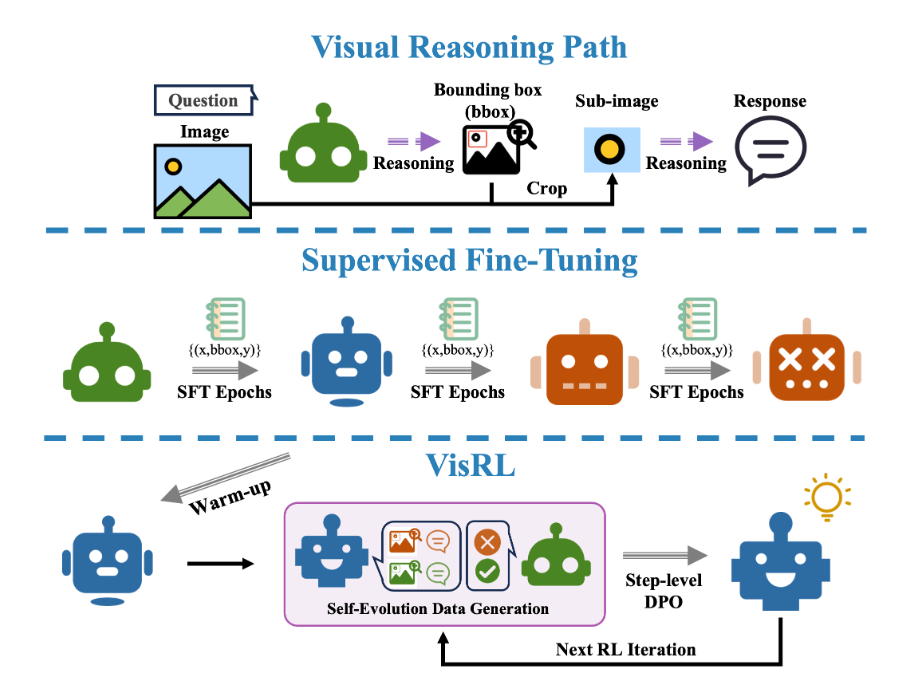 Visual Reasoning Path
Question
Image
Reasoning
Bounding box
(bbox)
Crop
Sub-image
Reasoning
Response
Supervised Fine-Tuning
{(x,bbox,y)}
SFT Epochs
{(x,bbox,y)}
SFT Epochs
{(x,bbox,y)}
SFT Epochs
VisRL
Warm-up
Self-Evolution Data Generation
Step-level
DPO
Next RL Iteration